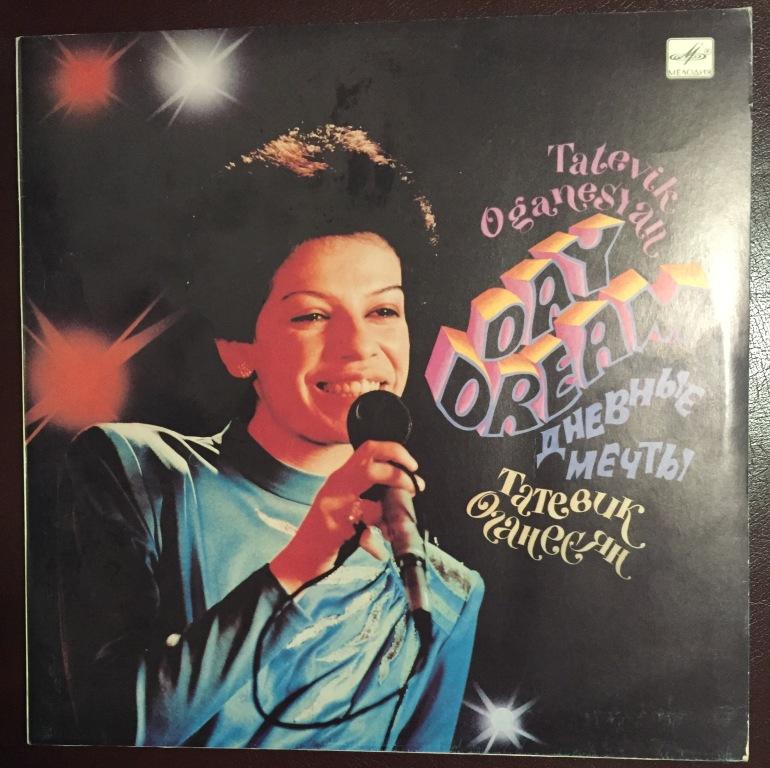 МЕЛОДИЯ
Tatevik
Oganesyan
DAY
DREAM
ДНЕВНЫЕ
МЕЧТЫ
Татевик
Оганесян